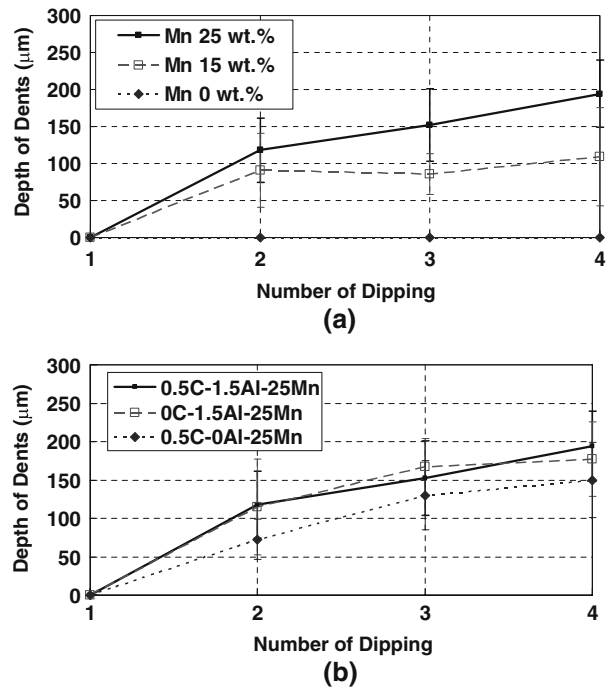 Depth of Dents (μm)
300
250
200
150
100
50
0
Mn 25 wt.%
Mn 15 wt.%
Mn 0 wt.%
1 2 3 4
Number of Dipping
(a)
Depth of Dents (μm)
300
250
200
150
100
50
0
0.5C-1.5Al-25Mn
0C-1.5Al-25Mn
0.5C-0Al-25Mn
1 2 3 4
Number of Dipping
(b)